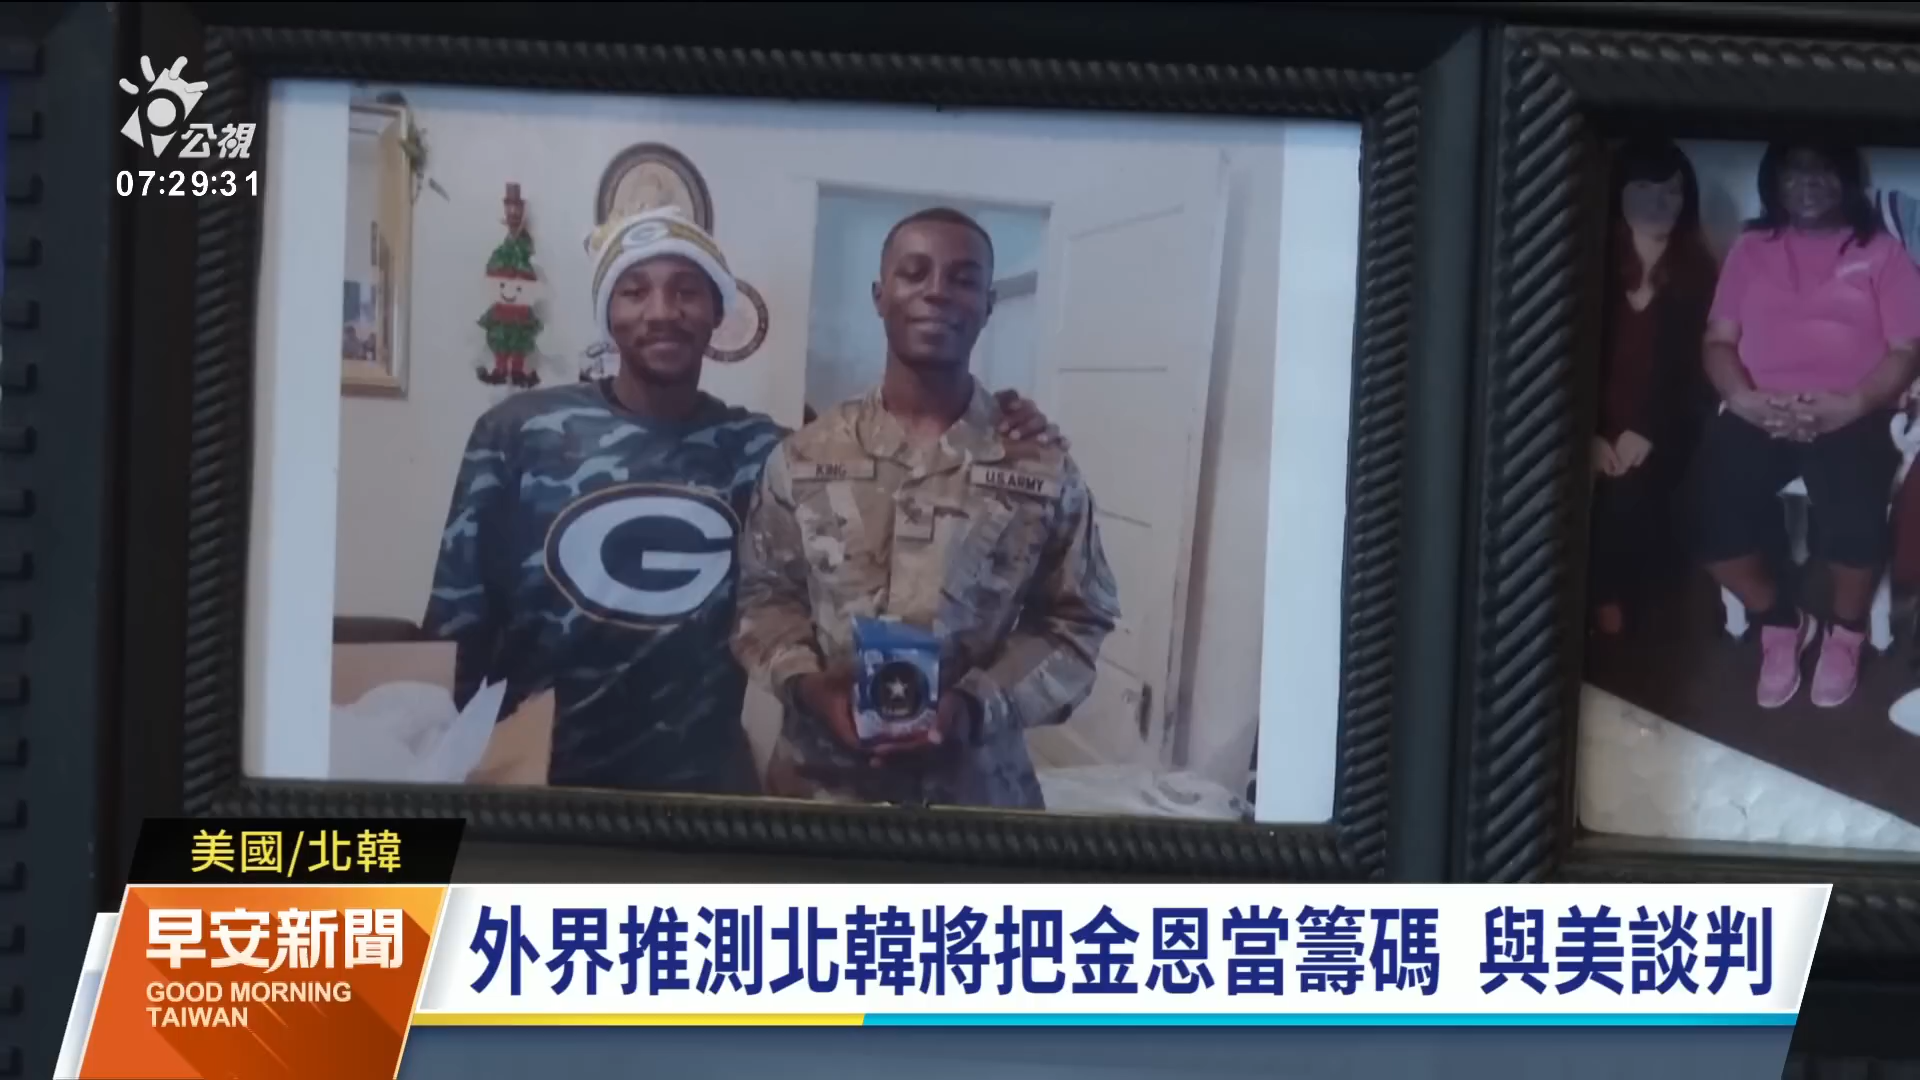 公視
07:29:31
G
KING
U.S. ARMY
G
美國/北韓
早安新聞
GOOD MORNING
TAIWAN
外界推測北韓將把金恩當籌碼 與美談判